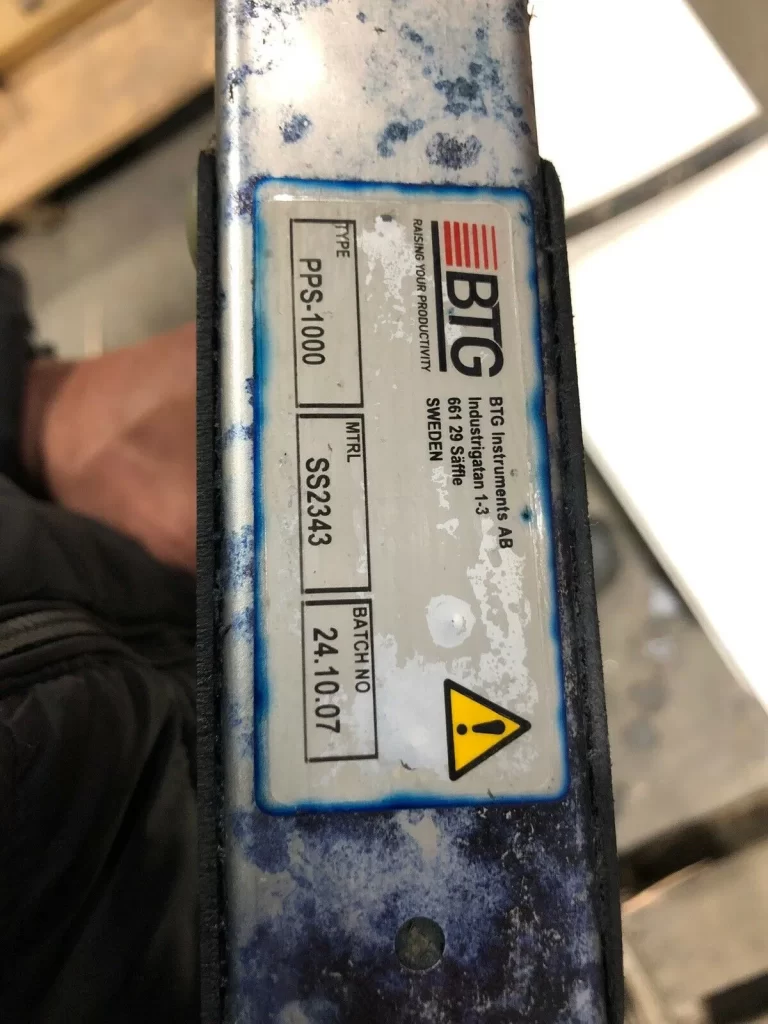 BTG
RAISING YOUR PRODUCTIVITY
BTG Instruments AB
Industrigatan 1-3
661 29 Säffle
SWEDEN
TYPE
PPS-1000
MTRL
SS2343
BATCH NO
24.10.07